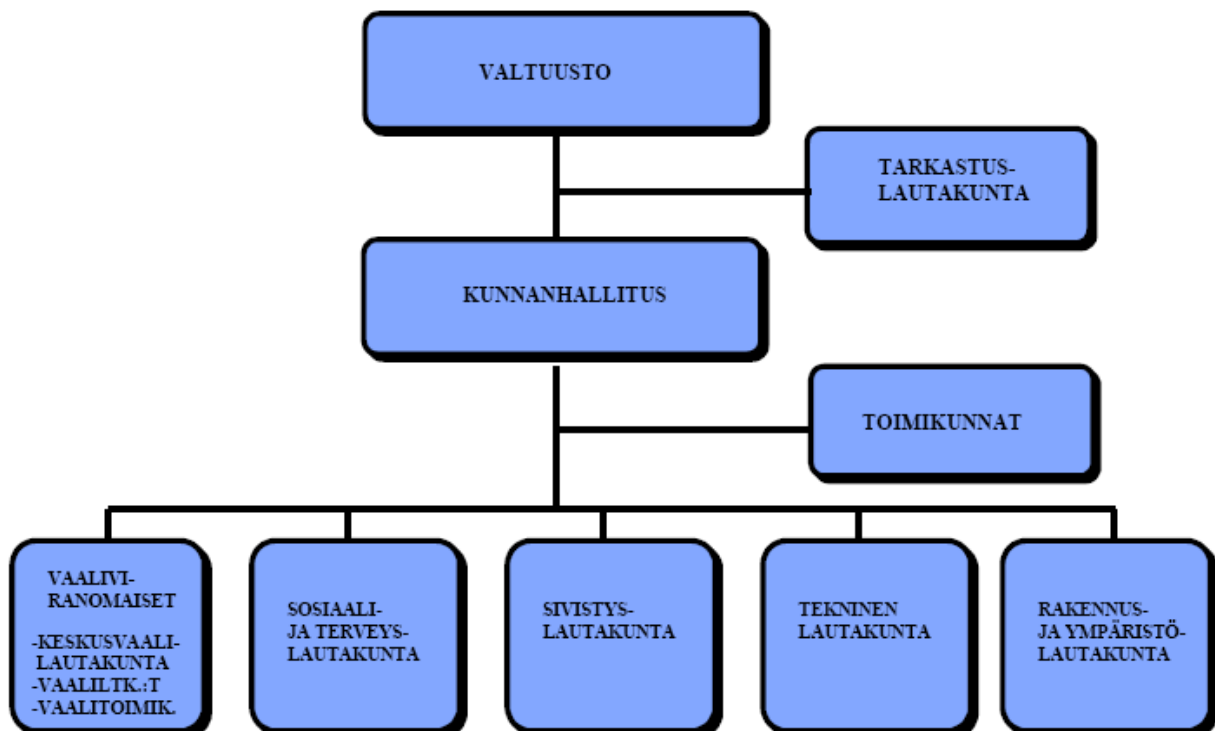 VALTUUSTO
TARKASTUS-
LAUTAKUNTA
KUNNANHALLITUS
TOIMIKUNNAT
VAALIVI-
RANOMAISET
-KESKUSVAALI-
LAUTAKUNTA
-VAALILTK.:T
-VAALITOIMIK.
SOSIAALI-
JA TERVEYS-
LAUTAKUNTA
SIVISTYS-
LAUTAKUNTA
TEKNINEN
LAUTAKUNTA
RAKENNUS-
JA YMPÄRISTÖ-
LAUTAKUNTA